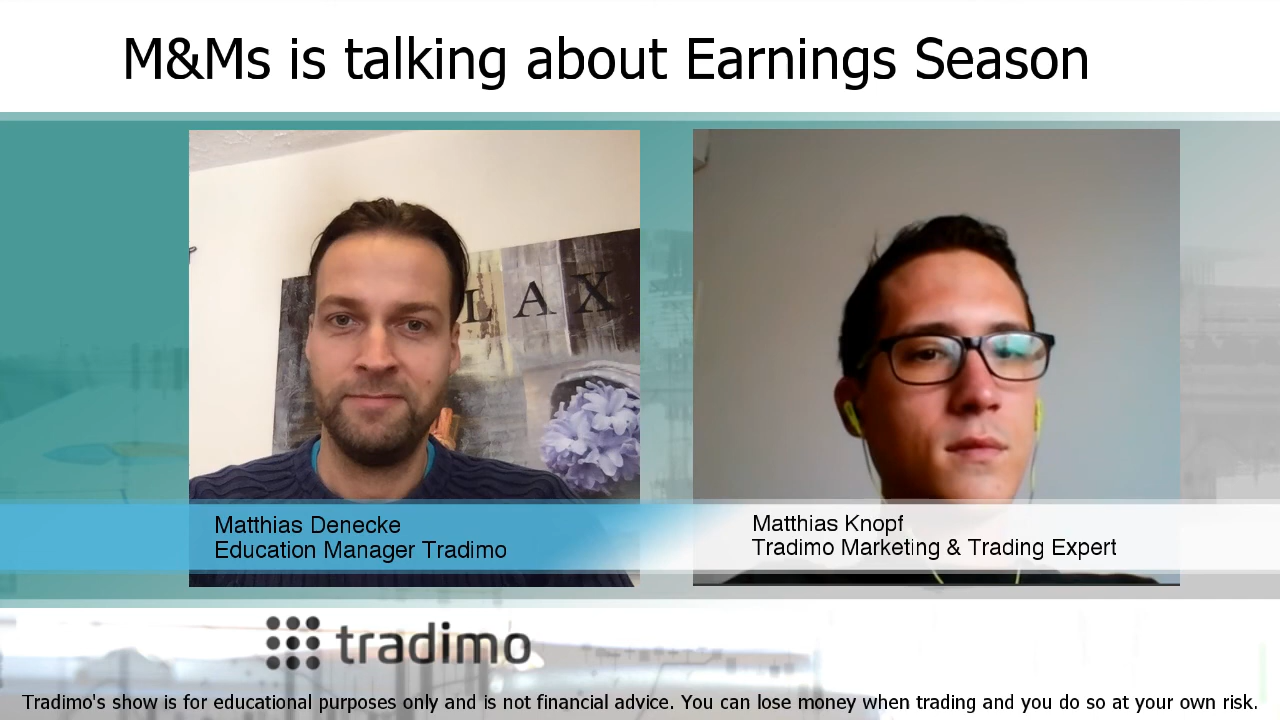 M&Ms is talking about Earnings Season
LAX
Matthias Denecke
Education Manager Tradimo
Matthias Knopf
Tradimo Marketing & Trading Expert
tradimo
Tradimo's show is for educational purposes only and is not financial advice. You can lose money when trading and you do so at your own risk.